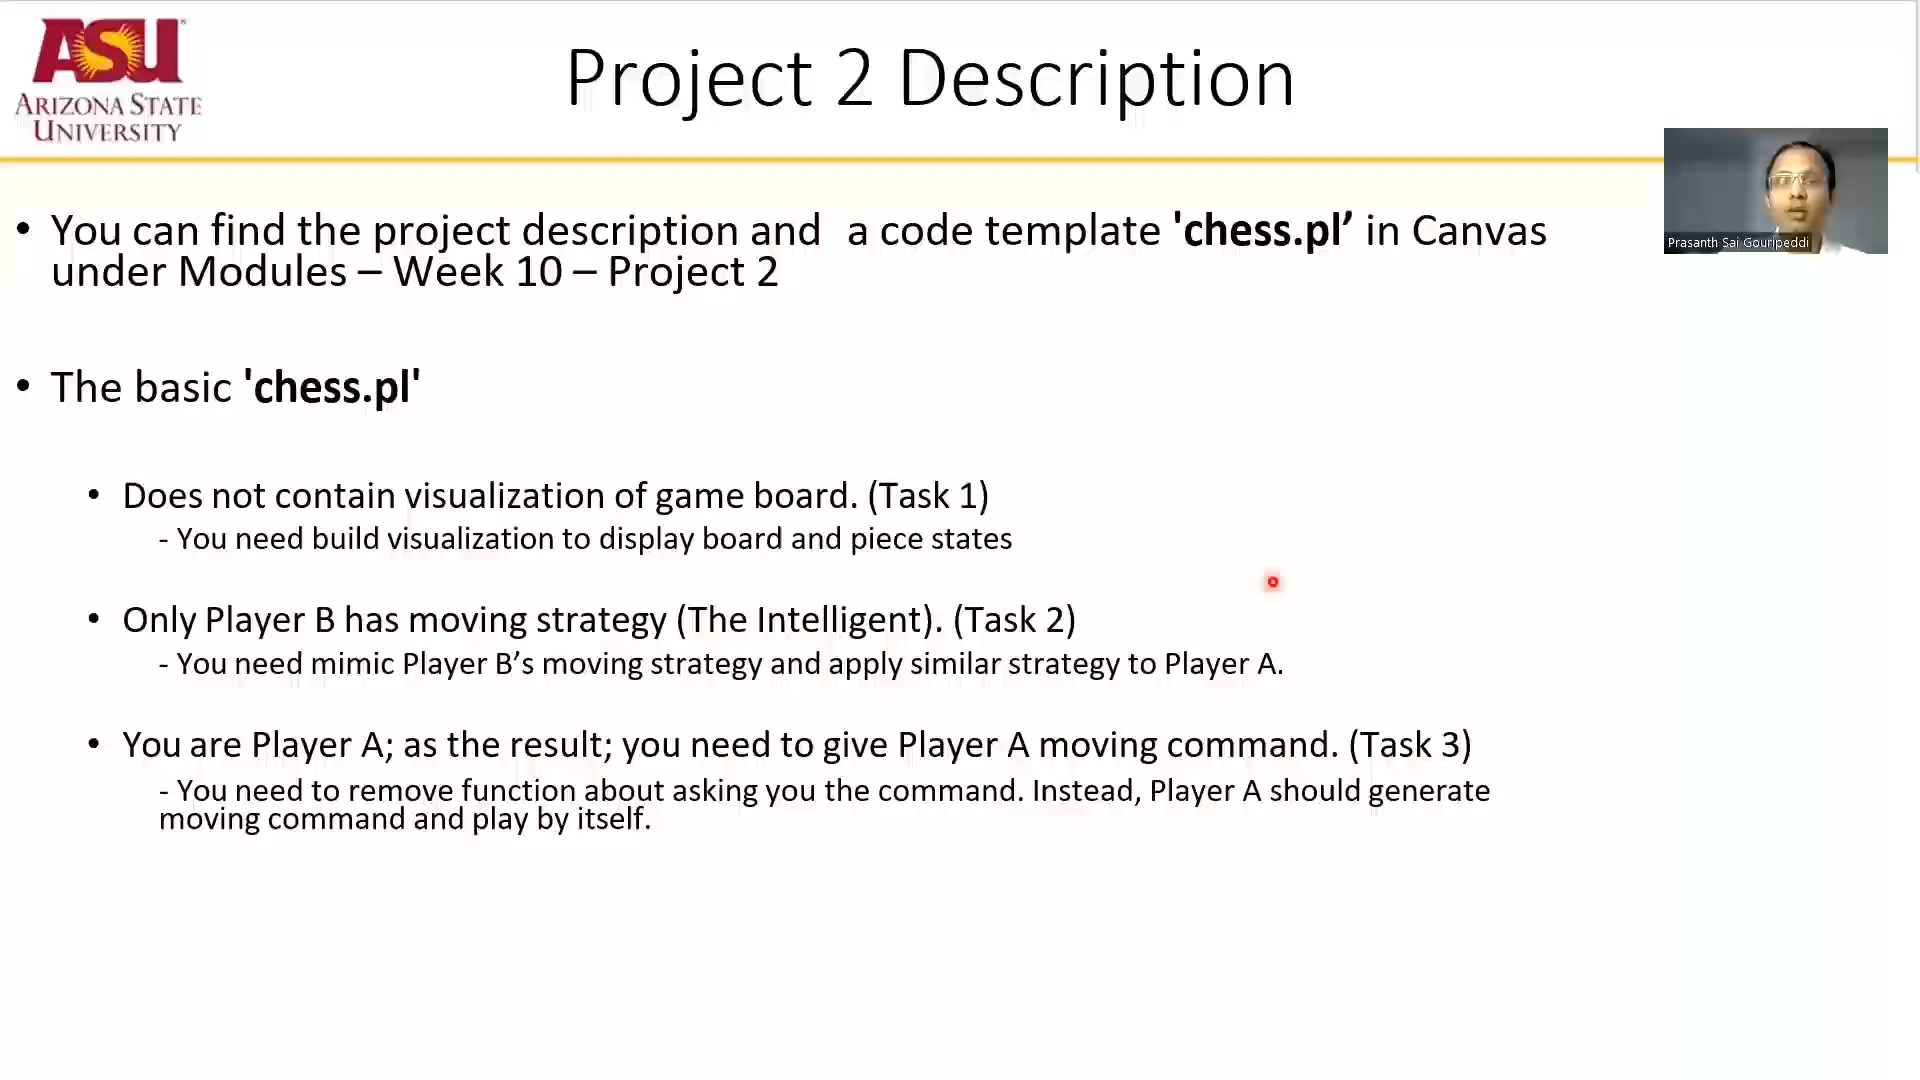 ASU
ARIZONA STATE
UNIVERSITY
Project 2 Description
Prasanth Sai Gouripeddi
• You can find the project description and  a code template 'chess.pl’ in Canvas
under Modules – Week 10 – Project 2
• The basic 'chess.pl'
• Does not contain visualization of game board. (Task 1)
- You need build visualization to display board and piece states
• Only Player B has moving strategy (The Intelligent). (Task 2)
- You need mimic Player B’s moving strategy and apply similar strategy to Player A.
• You are Player A; as the result; you need to give Player A moving command. (Task 3)
- You need to remove function about asking you the command. Instead, Player A should generate
moving command and play by itself.